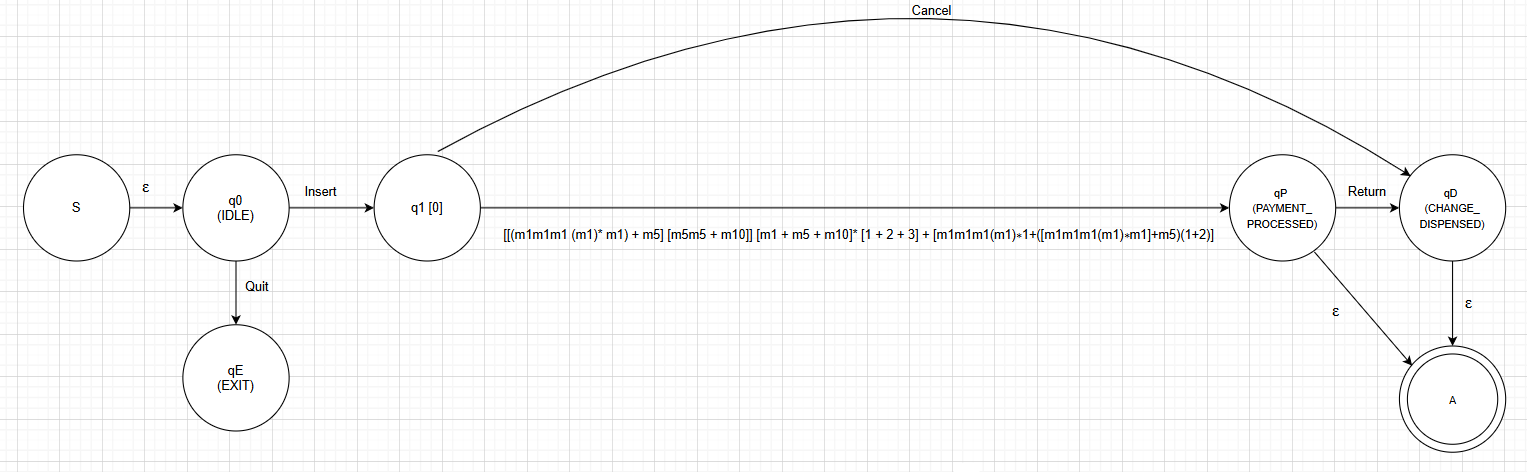 Cancel
S
ε
q0
(IDLE)
Insert
q1 [0]
qP
(PAYMENT_
PROCESSED)
Return
qD
(CHANGE_
DISPENSED)
[[(m1m1m1 (m1)* m1) + m5] [m5m5 + m10]] [m1 + m5 + m10]* [1 + 2 + 3] + [m1m1m1(m1)*1+([m1m1m1(m1)*m1]+m5)(1+2)]
Quit
ε
ε
qE
(EXIT)
A